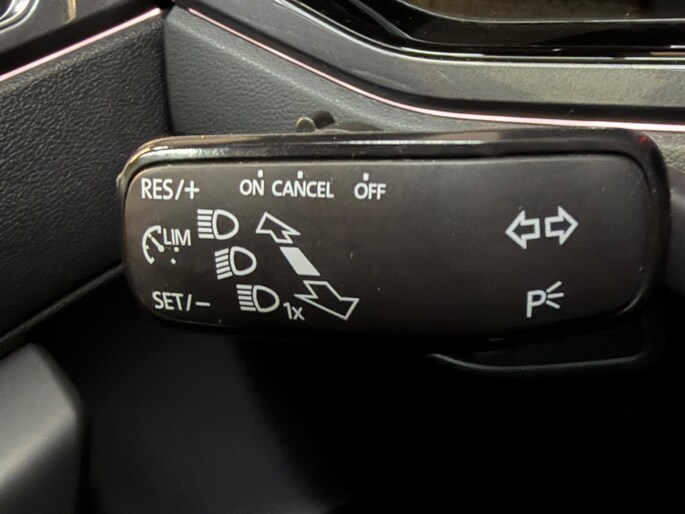 RES/+ ON CANCEL OFF
LIM
SET/- 1x
P